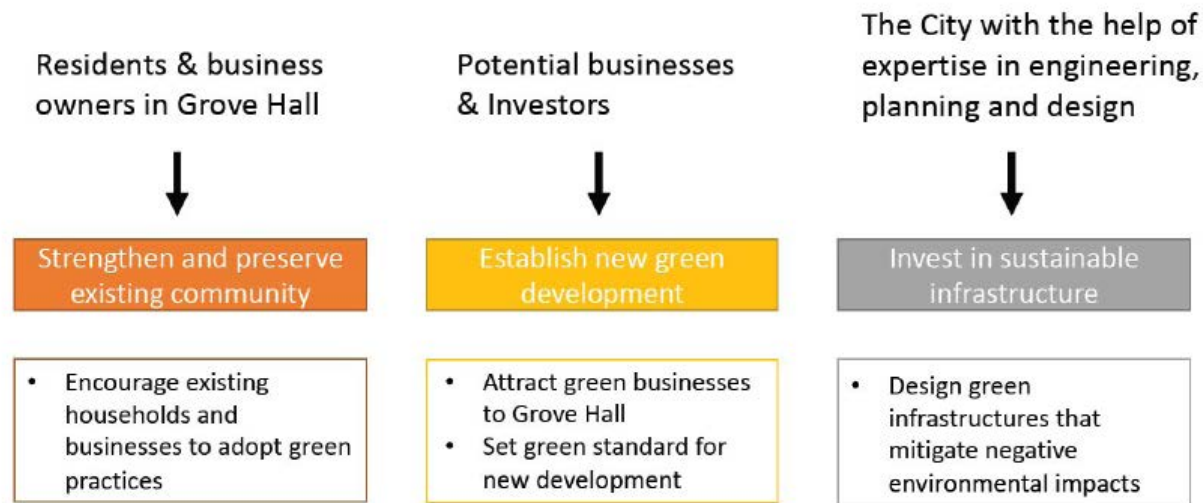 Residents & business
owners in Grove Hall
Potential businesses
& Investors
The City with the help of
expertise in engineering,
planning and design
Strengthen and preserve
existing community
Establish new green
development
Invest in sustainable
infrastructure
• Encourage existing
households and
businesses to adopt green
practices
• Attract green businesses
to Grove Hall
• Set green standard for
new development
• Design green
infrastructures that
mitigate negative
environmental impacts